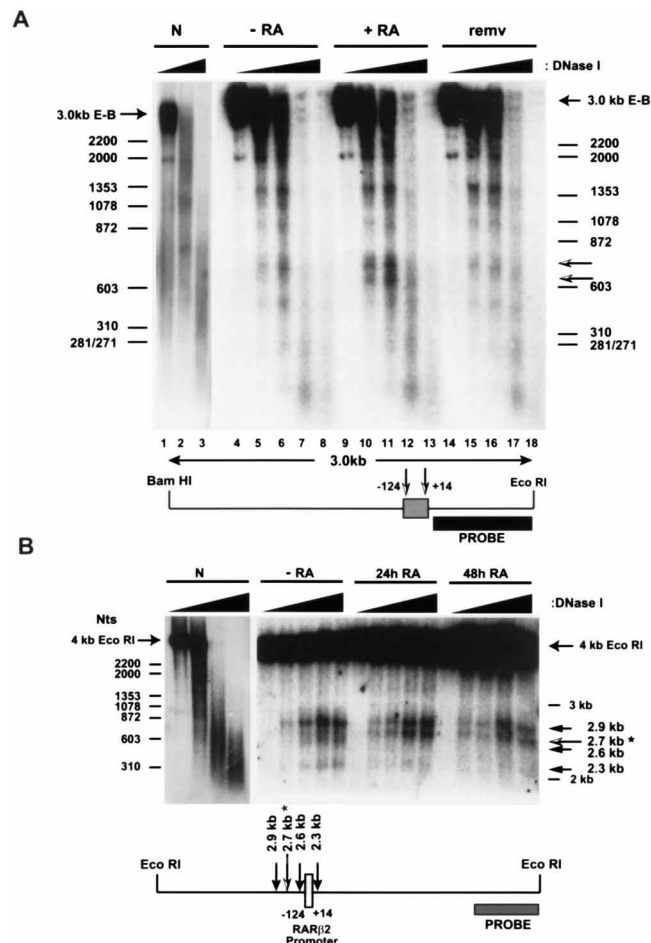 A
N - RA + RA remv
: DNase I
3.0kb E-B 3.0 kb E-B
2200 2200
2000 2000
1353 1353
1078 1078
872 872
603 603
310 310
281/271 281/271
1 2 3 4 5 6 7 8 9 10 11 12 13 14 15 16 17 18
3.0kb
Bam HI -124 +14 Eco RI
PROBE
B
N - RA 24h RA 48h RA
Nts :DNase I
4 kb Eco RI 4 kb Eco RI
2200
2000
1353 3 kb
1078
872 2.9 kb
603 2.7 kb *
2.6 kb
310 2.3 kb
2 kb
2.9 kb
2.7 kb *
2.6 kb
2.3 kb
Eco RI Eco RI
-124 +14
RARβ2
Promoter
PROBE